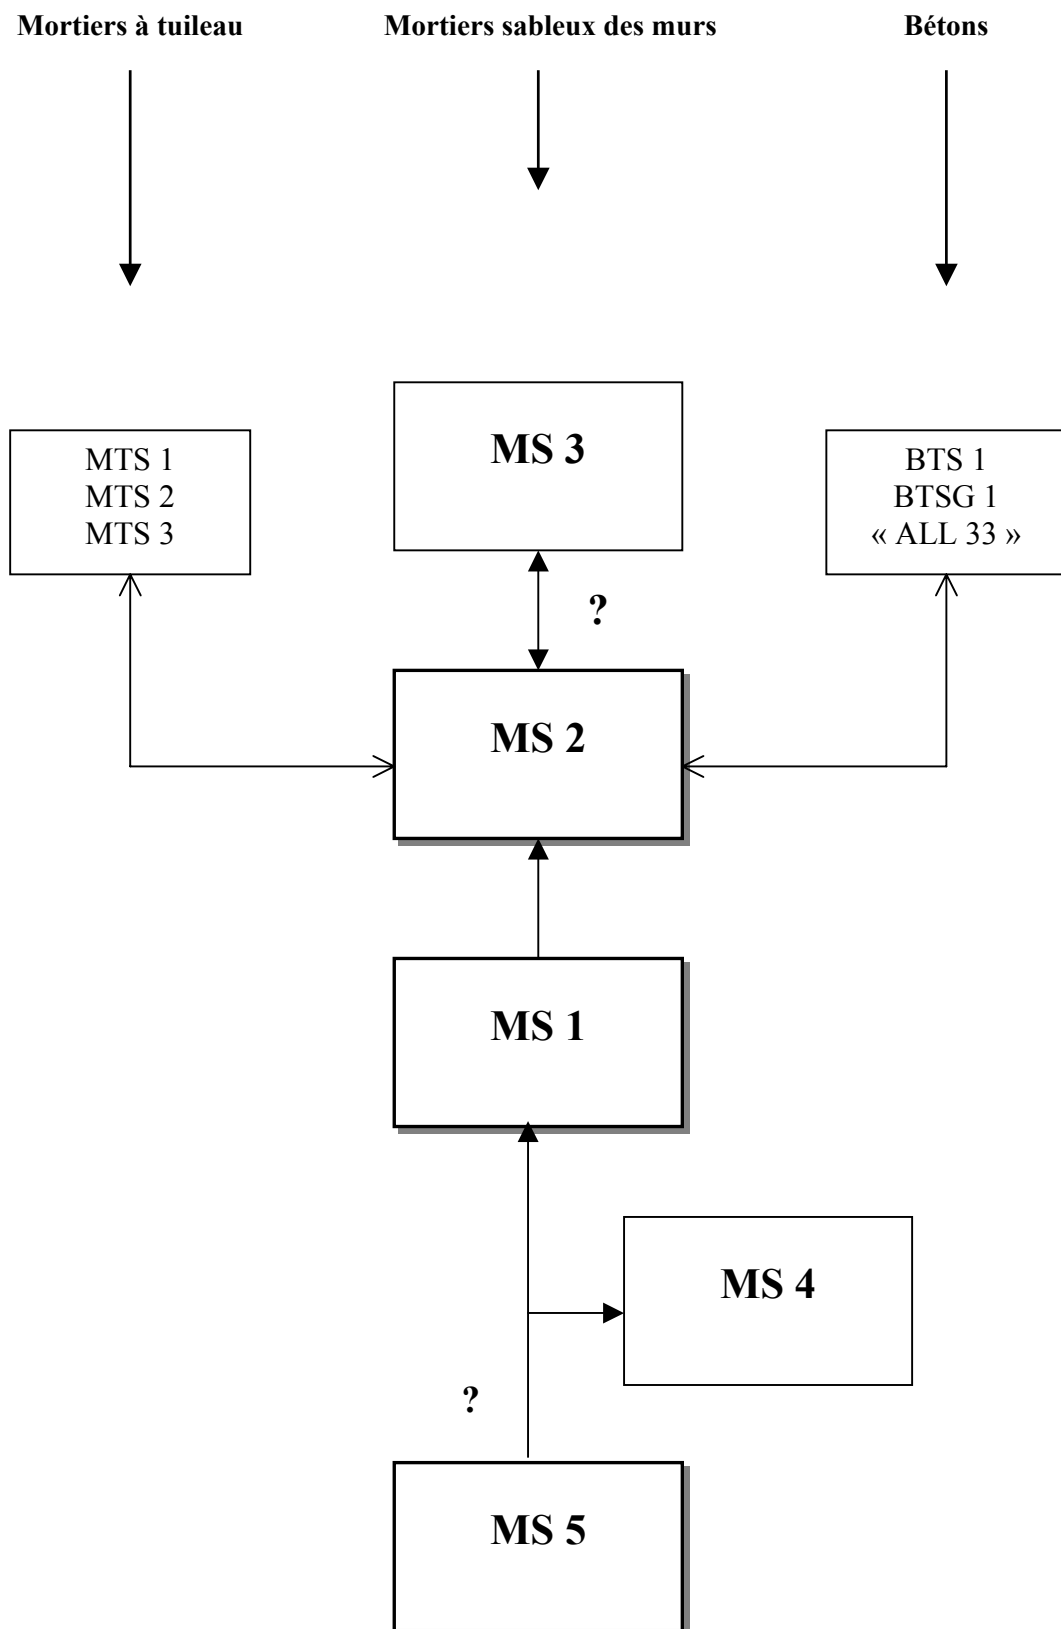 Mortiers à tuileau
Mortiers sableux des murs
Bétons
MS 3
MTS 1
MTS 2
MTS 3
BTS 1
BTSG 1
« ALL 33 »
?
MS 2
MS 1
MS 4
?
MS 5